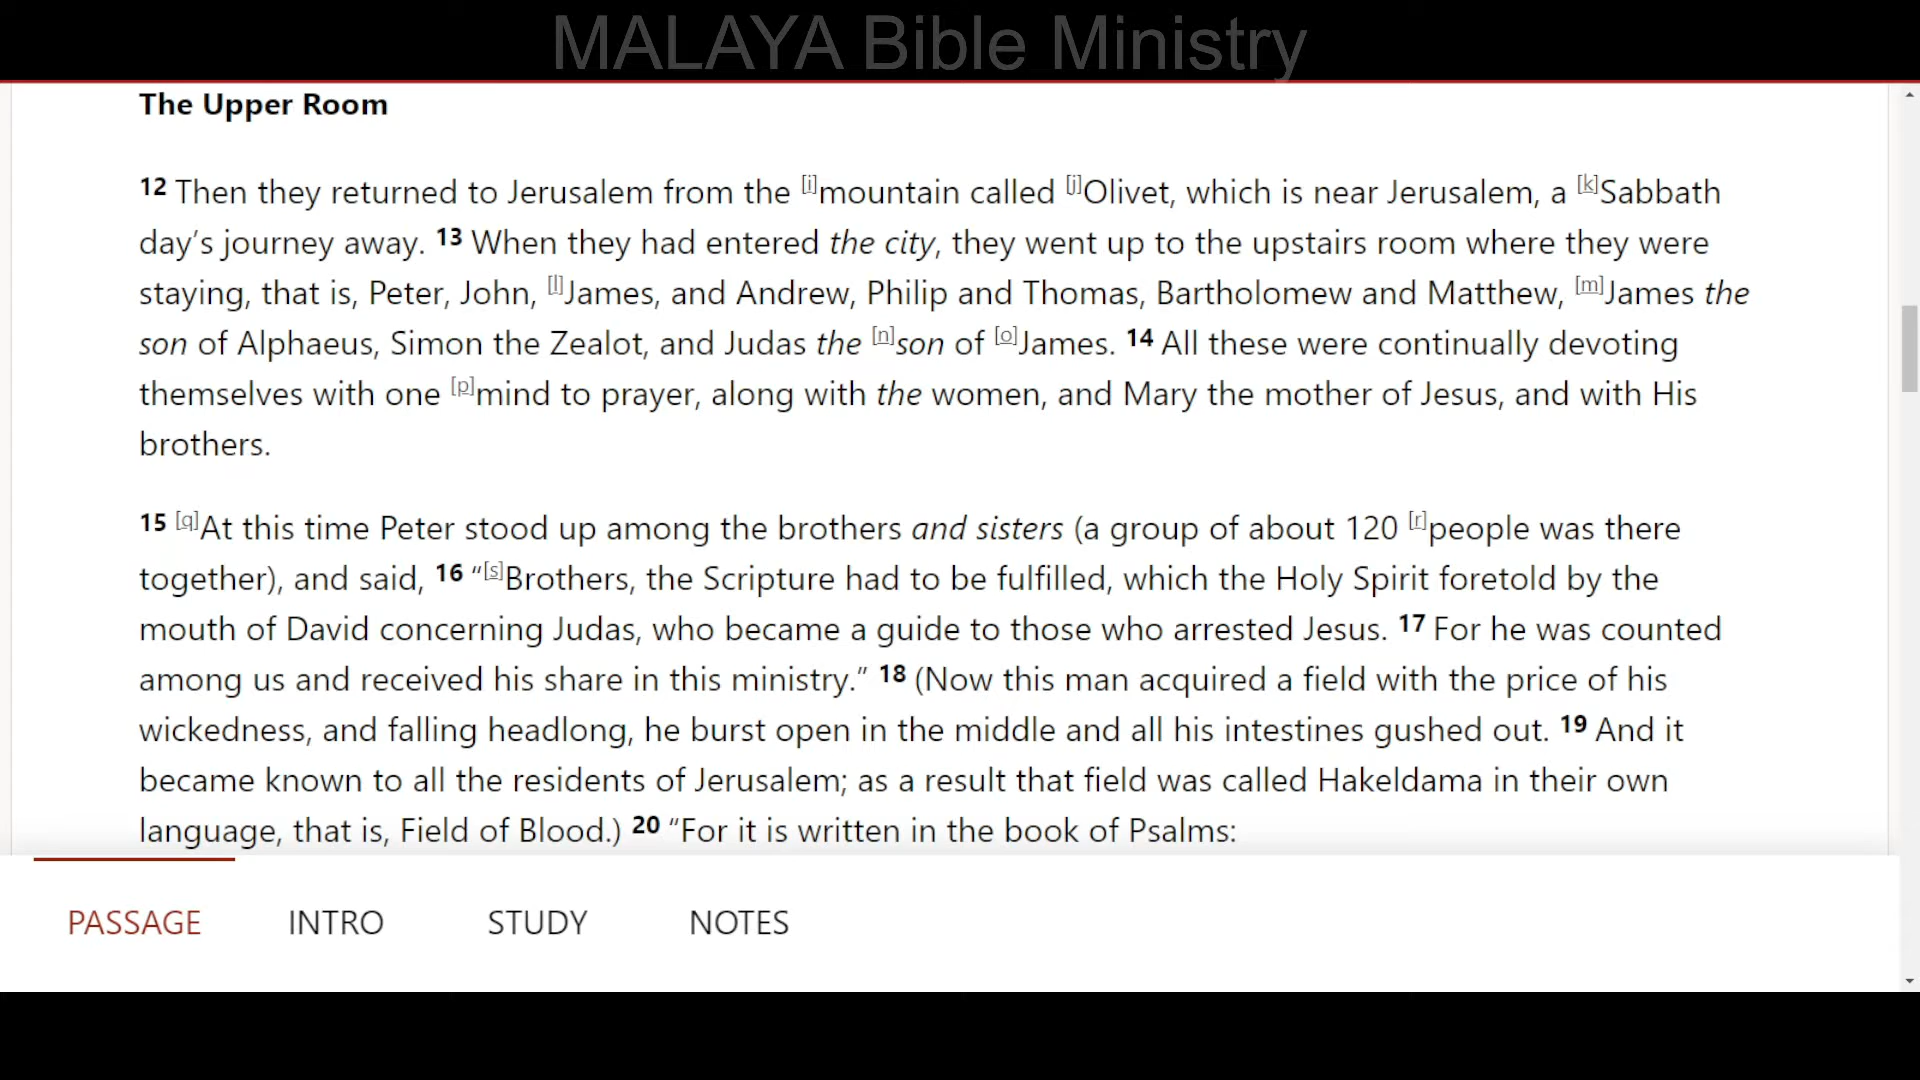 MALAYA Bible Ministry
The Upper Room
12 Then they returned to Jerusalem from the [i]mountain called [j]Olivet, which is near Jerusalem, a [k]Sabbath
day’s journey away. 13 When they had entered the city, they went up to the upstairs room where they were
staying, that is, Peter, John, [l]James, and Andrew, Philip and Thomas, Bartholomew and Matthew, [m]James the
son of Alphaeus, Simon the Zealot, and Judas the [n]son of [o]James. 14 All these were continually devoting
themselves with one [p]mind to prayer, along with the women, and Mary the mother of Jesus, and with His
brothers.
15 [q]At this time Peter stood up among the brothers and sisters (a group of about 120 [r]people was there
together), and said, 16 “[s]Brothers, the Scripture had to be fulfilled, which the Holy Spirit foretold by the
mouth of David concerning Judas, who became a guide to those who arrested Jesus. 17 For he was counted
among us and received his share in this ministry.” 18 (Now this man acquired a field with the price of his
wickedness, and falling headlong, he burst open in the middle and all his intestines gushed out. 19 And it
became known to all the residents of Jerusalem; as a result that field was called Hakeldama in their own
language, that is, Field of Blood.) 20 “For it is written in the book of Psalms:
PASSAGE INTRO STUDY NOTES